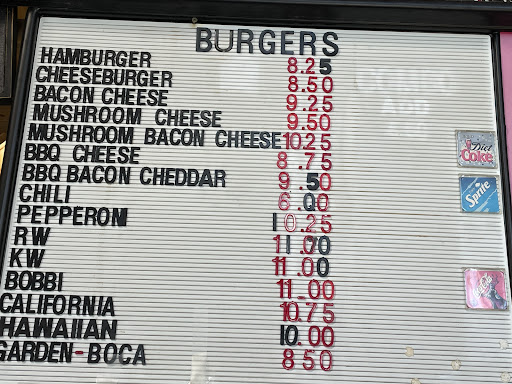 BURGERS
HAMBURGER 8.25
CHEESEBURGER 8.50
BACON CHEESE 9.25
MUSHROOM CHEESE 9.50
MUSHROOM BACON CHEESE 10.25
BBQ CHEESE 8.75
BBQ BACON CHEDDAR 9.50
CHILI 6.00
PEPPERONI 10.25
RW 11.00
KW 11.00
BOBBI 11.00
CALIFORNIA 10.75
HAWAIIAN 10.00
GARDEN-BOCA 850
Diet
Coke
Sprite